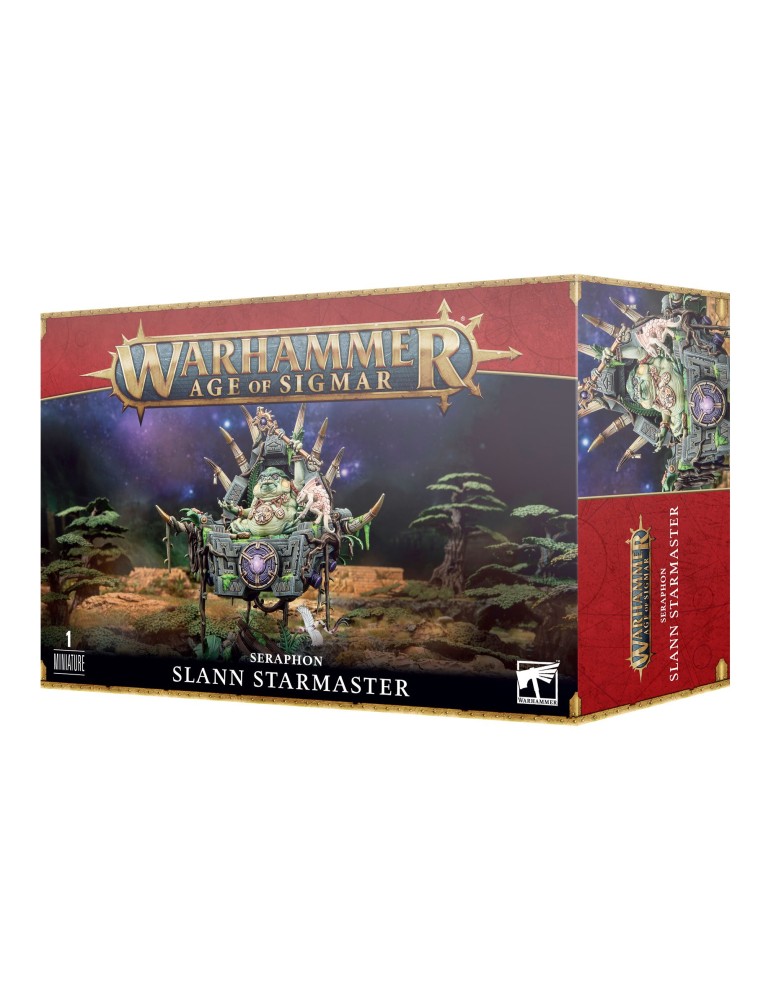 WARHAMMER
AGE OF SIGMAR
1
MINIATURE
SERAPHON
SLANN STARMASTER
WARHAMMER
WARHAMMER
AGE OF SIGMAR
SERAPHON
SLANN STARMASTER